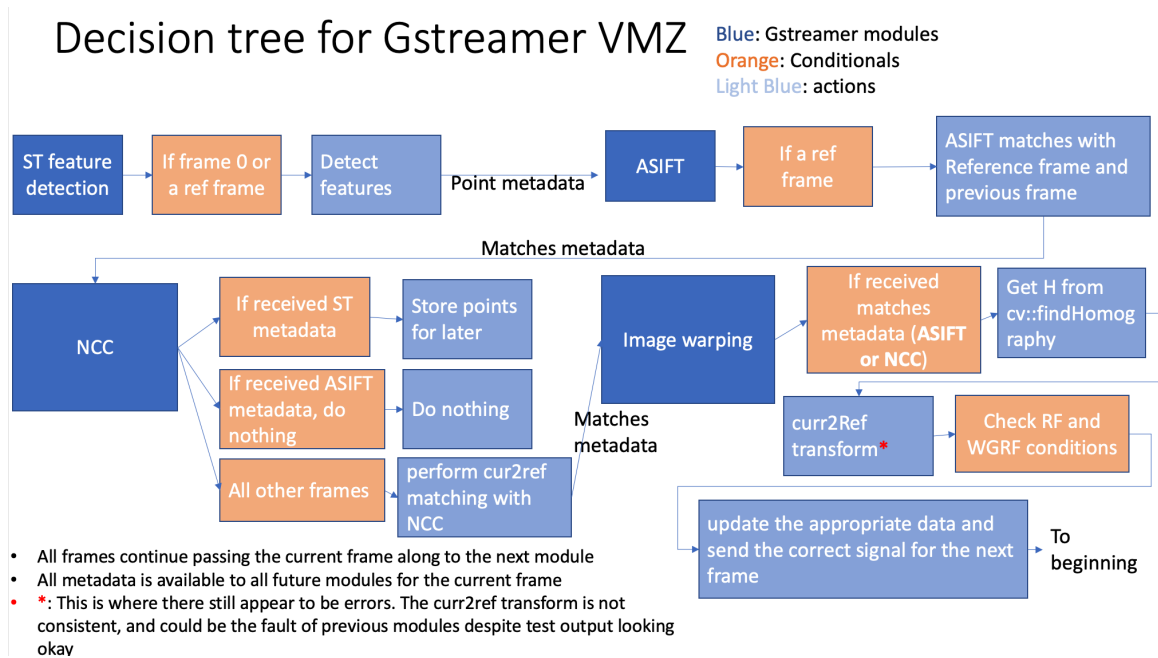 Decision tree for Gstreamer VMZ
Blue: Gstreamer modules
Orange: Conditionals
Light Blue: actions
ST feature
detection
If frame 0 or
a ref frame
Detect
features
Point metadata
ASIFT
If a ref
frame
ASIFT matches with
Reference frame and
previous frame
Matches metadata
NCC
If received ST
metadata
Store points
for later
If received ASIFT
metadata, do
nothing
Do nothing
All other frames
perform cur2ref
matching with
NCC
Matches
metadata
Image warping
If received
matches
metadata (ASIFT
or NCC)
Get H from
cv::findHomog
raphy
curr2Ref
transform*
Check RF and
WGRF conditions
update the appropriate data and
send the correct signal for the next
frame
To
beginning
• All frames continue passing the current frame along to the next module
• All metadata is available to all future modules for the current frame
• *: This is where there still appear to be errors. The curr2ref transform is not
consistent, and could be the fault of previous modules despite test output looking
okay